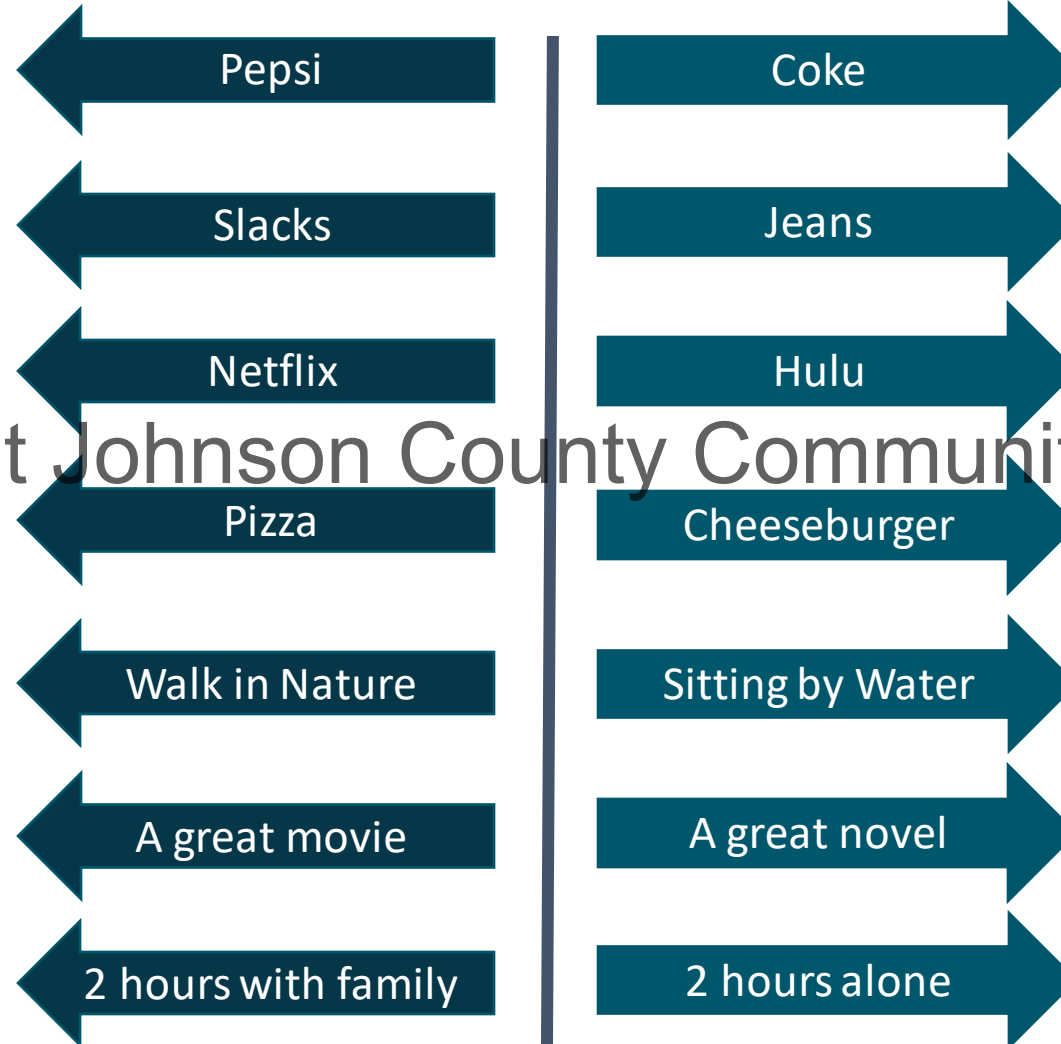 Pepsi
Coke
Slacks
Jeans
Netflix
Hulu
t Johnson County Communit
Pizza
Cheeseburger
Walk in Nature
Sitting by Water
A great movie
A great novel
2 hours with family
2 hours alone